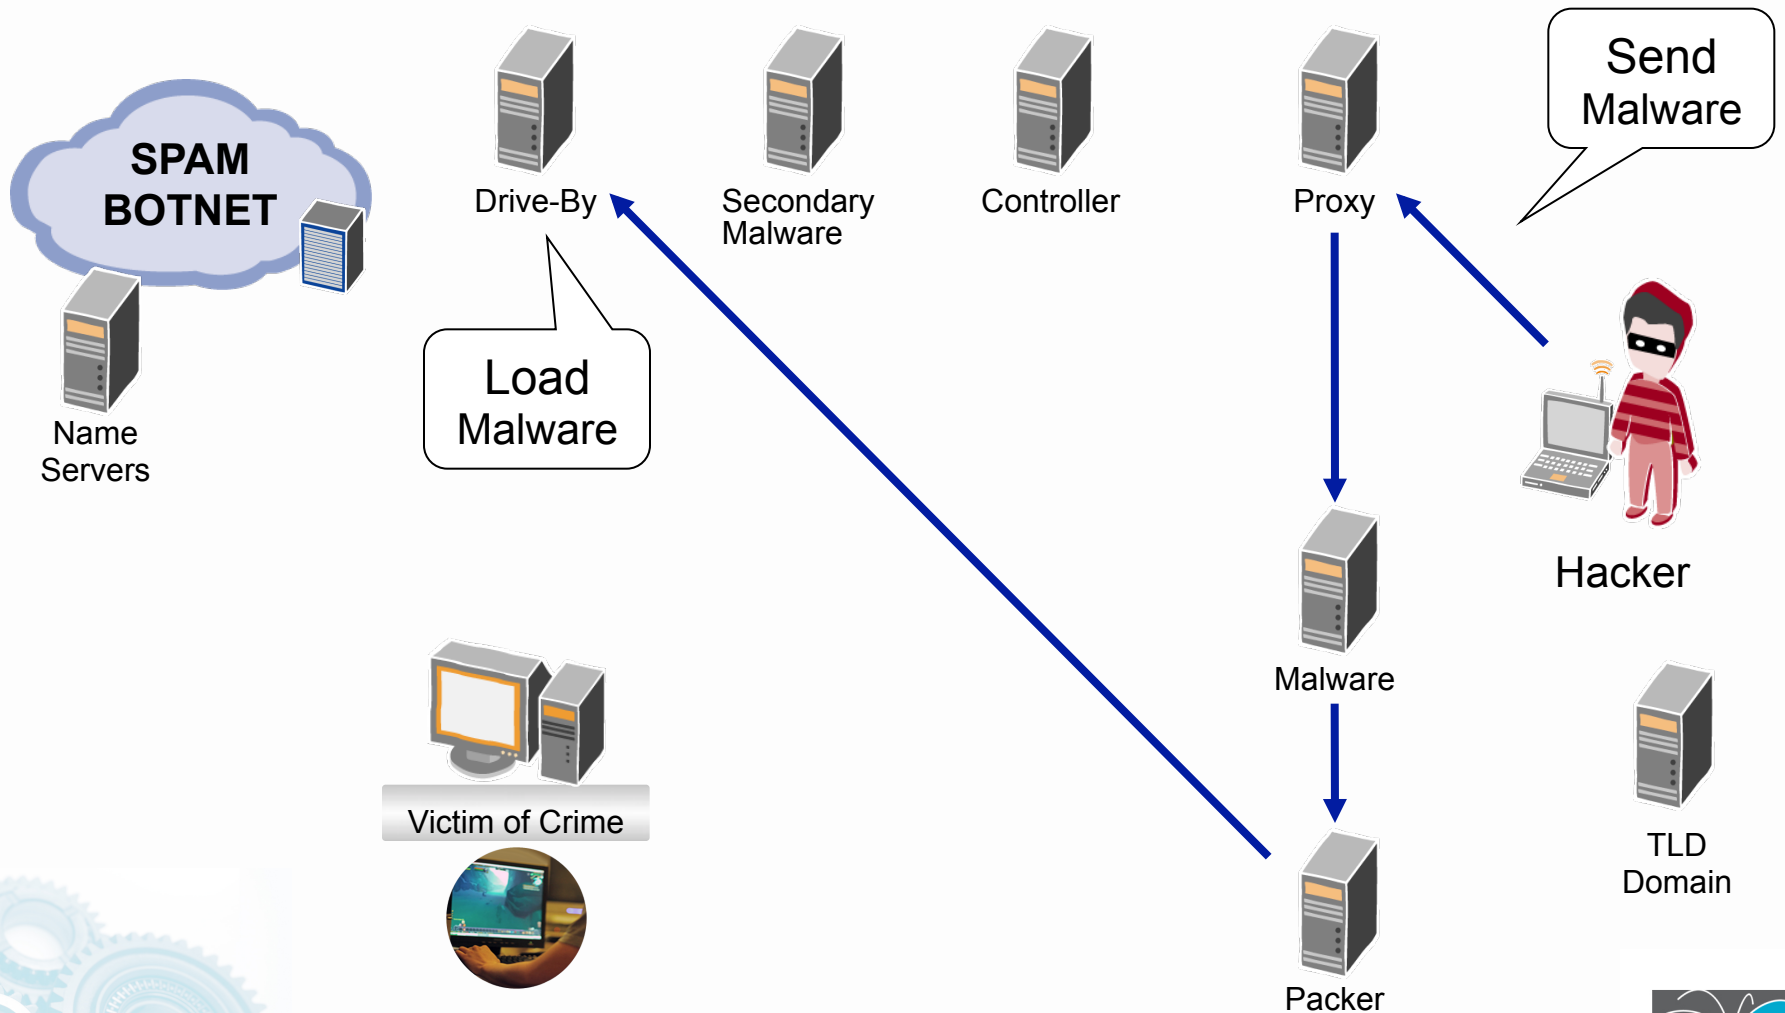 Send
Malware
SPAM
BOTNET
Drive-By
Secondary
Malware
Controller
Proxy
Load
Malware
Name
Servers
Hacker
Malware
Victim of Crime
TLD
Domain
Packer